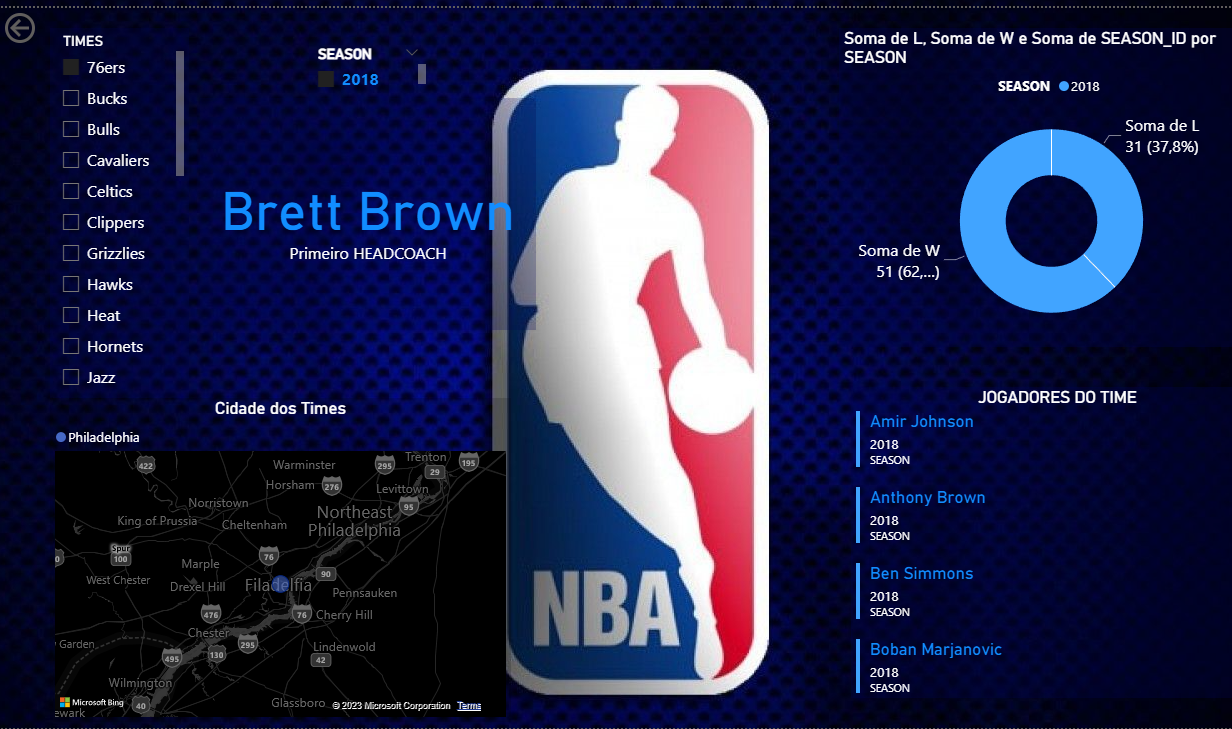 TIMES
76ers
Bucks
Bulls
Cavaliers
Celtics
Clippers
Grizzlies
Hawks
Heat
Hornets
Jazz
SEASON
2018
Brett Brown
Primeiro HEADCOACH
Soma de L, Soma de W e Soma de SEASON_ID por
SEASON
SEASON 2018
Soma de L
31 (37,8%)
Soma de W
51 (62,...)
NBA
Cidade dos Times
Philadelphia
422
Warminster
295
Trenton
195
29
Horsham
276
Levittown
Norristown
95
King of Prussia
Cheltenham
Northeast
Philadelphia
Spur
100
76
Marple
90
West Chester
Drexel Hill
Filadelfia
Pennsauken
476
76
Cherry Hill
Chester
Garden
295
130
Lindenwold
495
42
Wilmington
Microsoft Bing
40
Glassboro
© 2023 Microsoft Corporation Terms
ewark
JOGADORES DO TIME
Amir Johnson
2018
SEASON
Anthony Brown
2018
SEASON
Ben Simmons
2018
SEASON
Boban Marjanovic
2018
SEASON